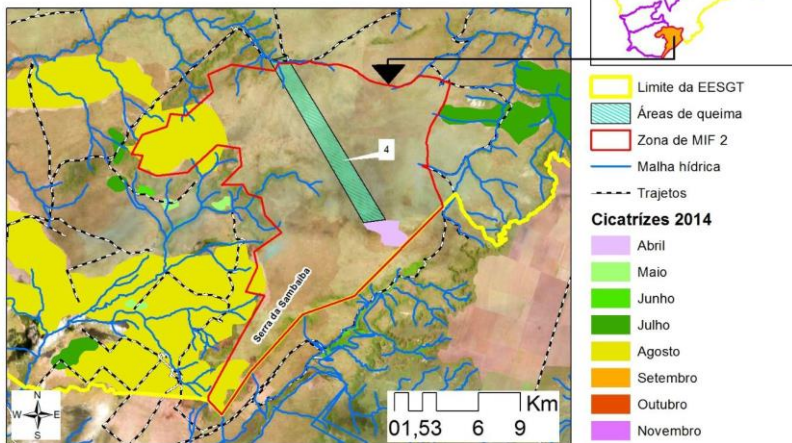 4
Serra da Sambaíba
N
W E
S
01,53 6 9 Km
Limite da EESGT
Áreas de queima
Zona de MIF 2
Malha hídrica
Trajetos
Cicatrízes 2014
Abril
Maio
Junho
Julho
Agosto
Setembro
Outubro
Novembro